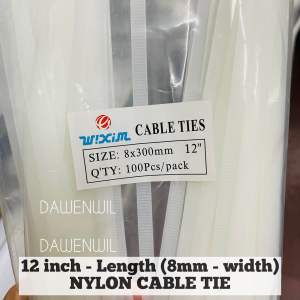 WIXIM CABLE TIES
SIZE: 8x300mm 12"
Q'TY: 100Pcs/pack
DAWENWIL
DAWENWIL
12 inch - Length (8mm - width)
NYLON CABLE TIE